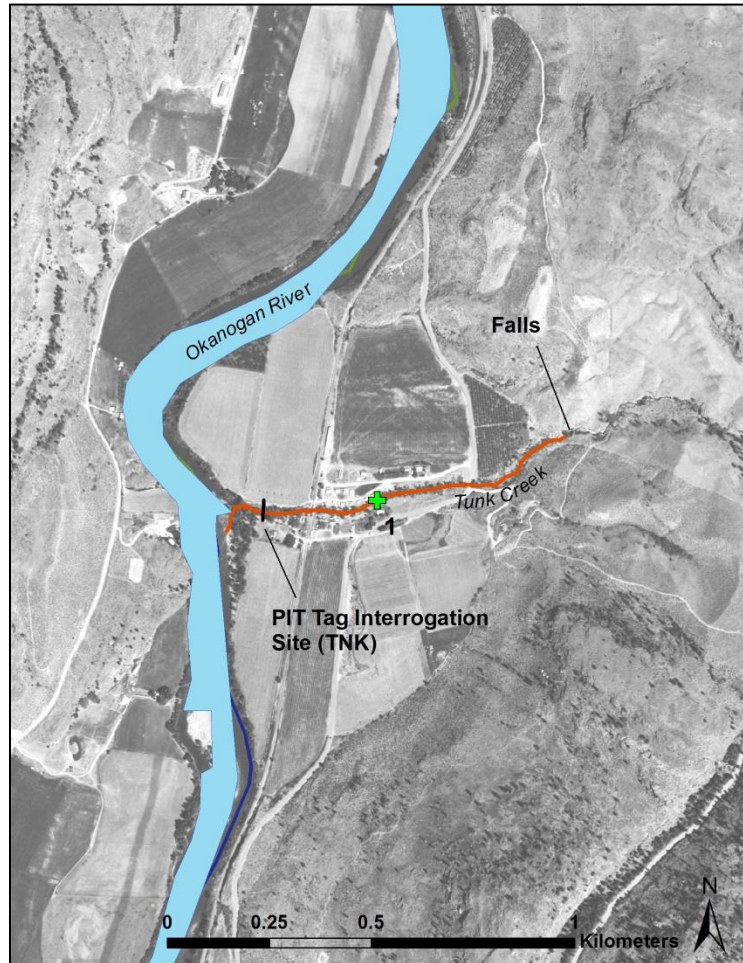 Okanogan River
Falls
Tunk Creek
1
PIT Tag Interrogation
Site (TNK)
N
0 0.25 0.5 1
Kilometers